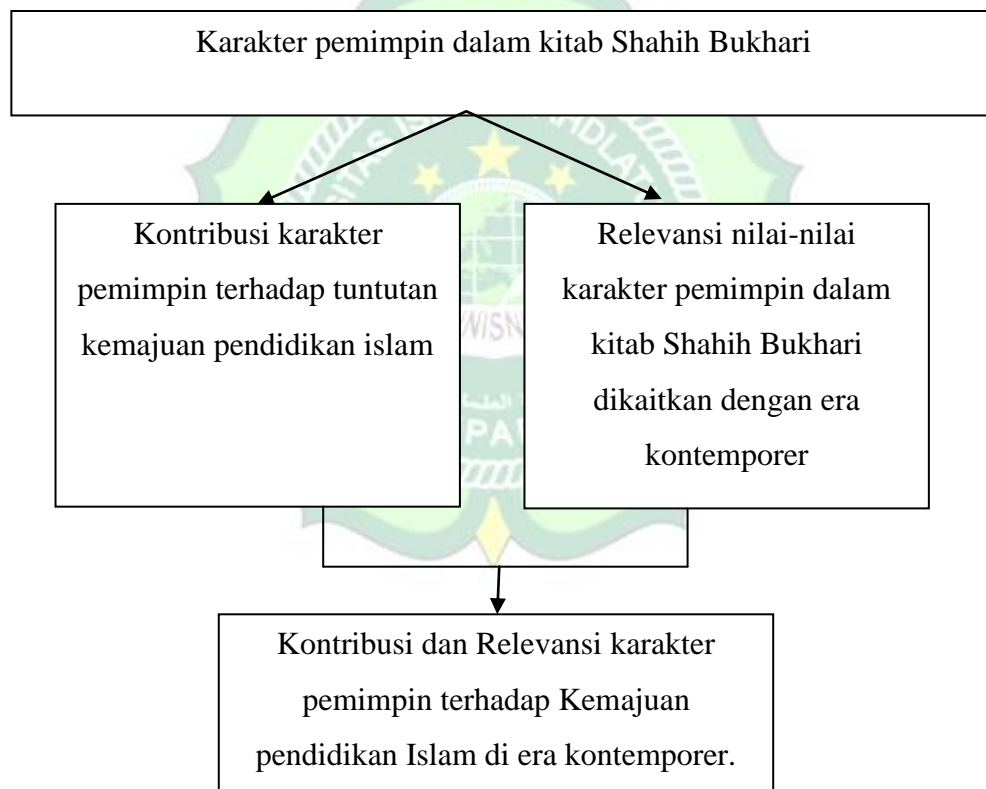 Karakter pemimpin dalam kitab Shahih Bukhari
Kontribusi karakter
pemimpin terhadap tuntutan
kemajuan pendidikan islam
Relevansi nilai-nilai
karakter pemimpin dalam
kitab Shahih Bukhari
dikaitkan dengan era
kontemporer
Kontribusi dan Relevansi karakter
pemimpin terhadap Kemajuan
pendidikan Islam di era kontemporer.